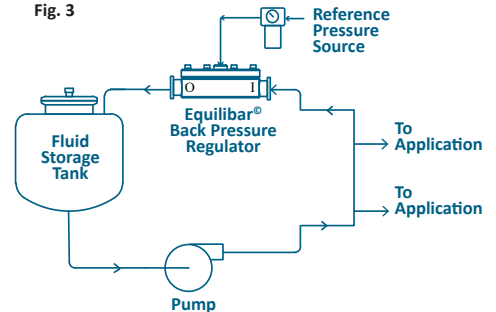 Fig. 3
Reference
Pressure
Source
O
I
Equilibar©
Back Pressure
Regulator
Fluid
Storage
Tank
To
Application
To
Application
Pump